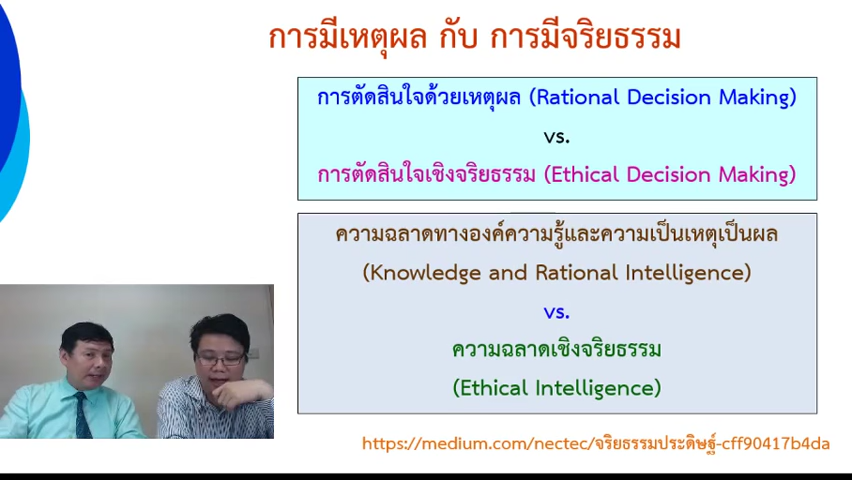 การมีเหตุผล กับ การมีจริยธรรม
การตัดสินใจด้วยเหตุผล (Rational Decision Making)
vs.
การตัดสินใจเชิงจริยธรรม (Ethical Decision Making)
ความฉลาดทางองค์ความรู้และความเป็นเหตุเป็นผล
(Knowledge and Rational Intelligence)
vs.
ความฉลาดเชิงจริยธรรม
(Ethical Intelligence)
https://medium.com/nectec/จริยธรรมประดิษฐ์-cff90417b4da